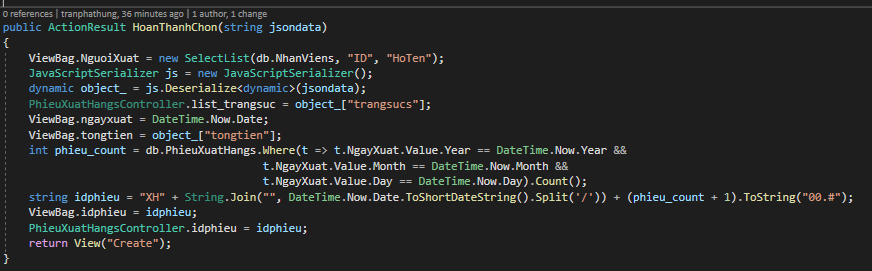 0 references | tranphathung, 36 minutes ago | 1 author, 1 change
public ActionResult HoanThanhChon(string jsondata)
{
    ViewBag.NguoiXuat = new SelectList(db.NhanViens, "ID", "HoTen");
    JavaScriptSerializer js = new JavaScriptSerializer();
    dynamic object_ = js.Deserialize<dynamic>(jsondata);
    PhieuXuatHangsController.list_trangsuc = object_["trangsucs"];
    ViewBag.ngayxuat = DateTime.Now.Date;
    ViewBag.tongtien = object_["tongtien"];
    int phieu_count = db.PhieuXuatHangs.Where(t => t.NgayXuat.Value.Year == DateTime.Now.Year &&
                                    t.NgayXuat.Value.Month == DateTime.Now.Month &&
                                    t.NgayXuat.Value.Day == DateTime.Now.Day).Count();
    string idphieu = "XH" + String.Join("", DateTime.Now.Date.ToShortDateString().Split('/')) + (phieu_count + 1).ToString("00.#");
    ViewBag.idphieu = idphieu;
    PhieuXuatHangsController.idphieu = idphieu;
    return View("Create");
}